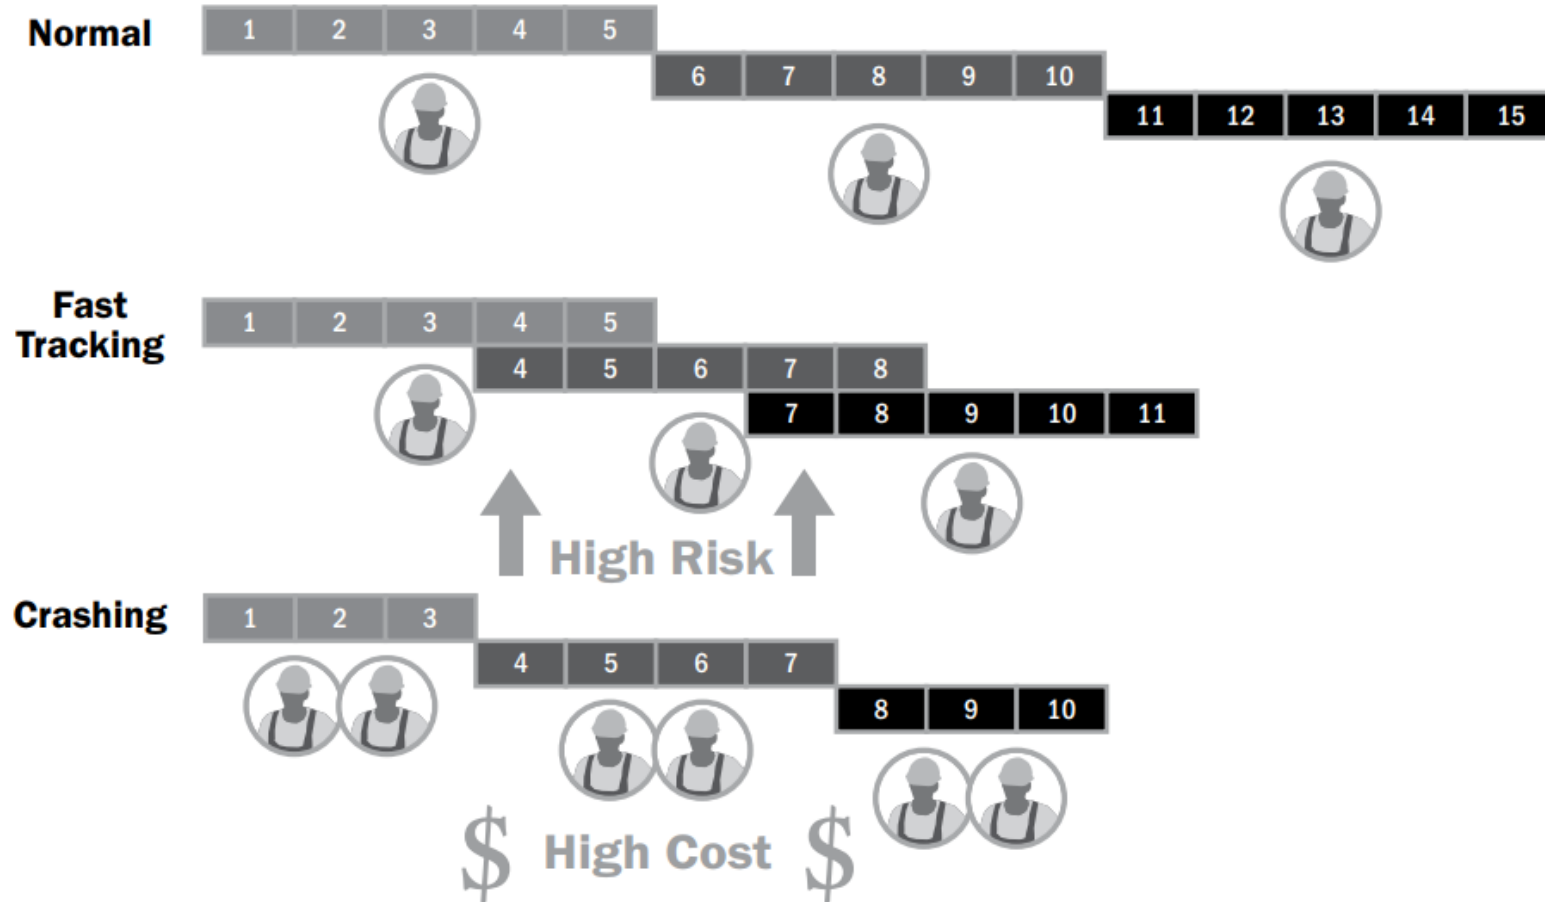 Normal
1 2 3 4 5
6 7 8 9 10
11 12 13 14 15
Fast
Tracking
1 2 3 4 5
4 5 6 7 8
7 8 9 10 11
High Risk
Crashing
1 2 3
4 5 6 7
8 9 10
$ High Cost $